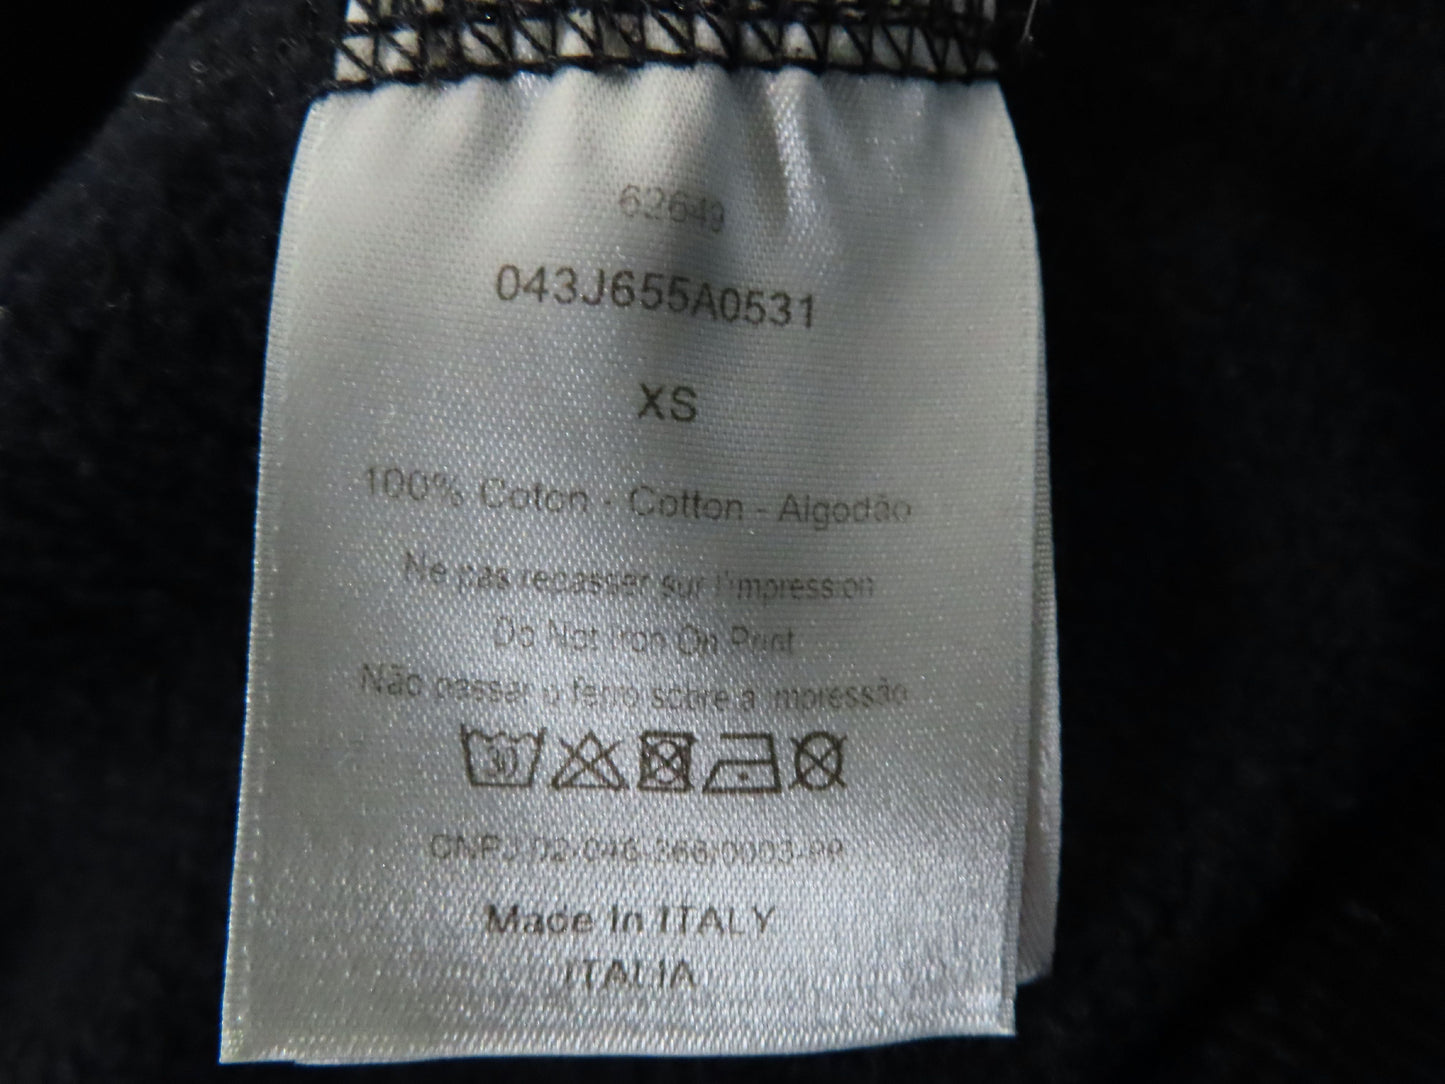 62649
043J655A0531
XS
100% Coton - Cotton - Algodão
Ne pas repasser sur l'impression
Do Not Iron On Print
Não passar o ferro sobre a impressão
30
Made In ITALY
ITALIA